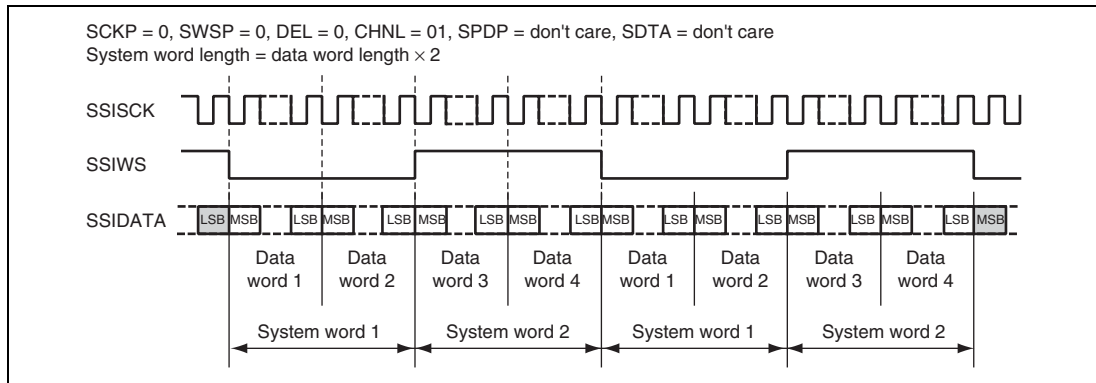 SCKP = 0, SWSP = 0, DEL = 0, CHNL = 01, SPDP = don't care, SDTA = don't care
System word length = data word length × 2
SSISCK
SSIWS
SSIDATA
LSB MSB LSB MSB LSB MSB LSB MSB LSB MSB LSB MSB LSB MSB LSB MSB LSB MSB
Data word 1
Data word 2
Data word 3
Data word 4
Data word 1
Data word 2
Data word 3
Data word 4
System word 1 System word 2 System word 1 System word 2